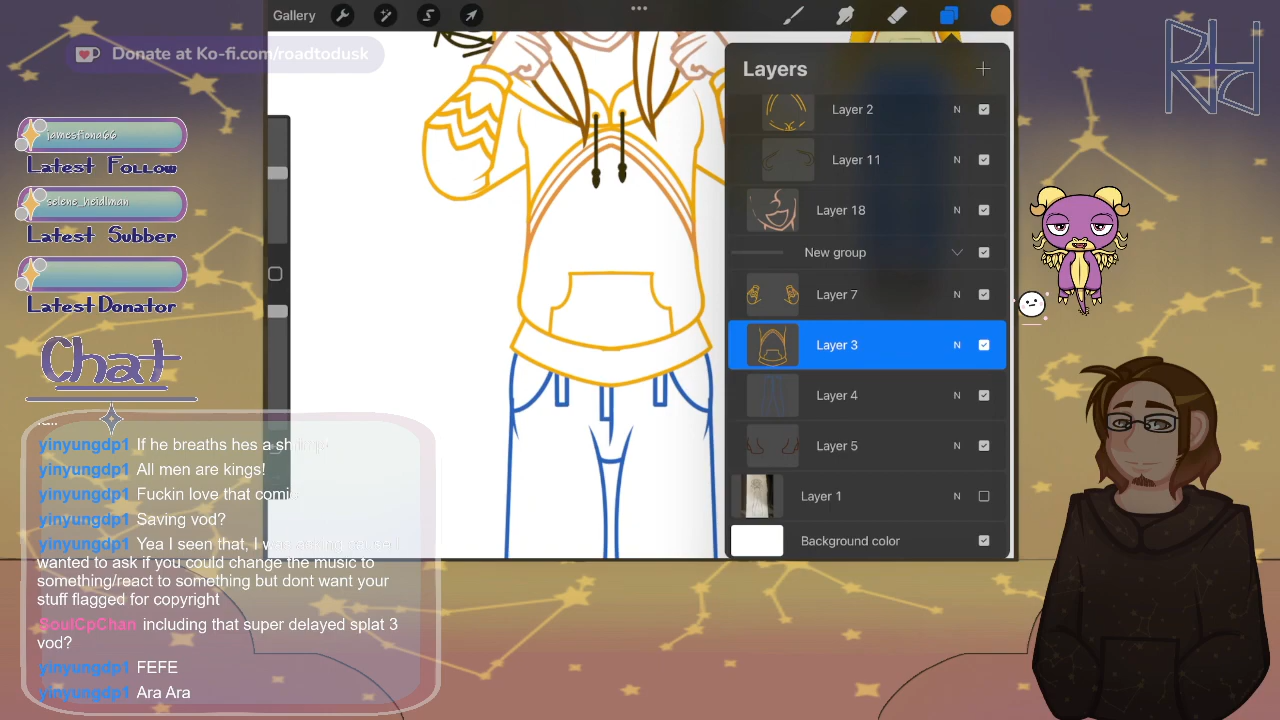 Gallery
Donate at Ko-fi.com/roadtodusk
jamesfiona66
Latest Follow
selene_heidlman
Latest Subber
Latest Donator
Chat
yinyungdp1 If he breaths hes a shrimp
yinyungdp1 All men are kings!
yinyungdp1 Fuckin love that comic
yinyungdp1 Saving vod?
yinyungdp1 Yea I seen that, I
wanted to ask if you could change the music to
something/react to something but dont want your
stuff flagged for copyright
SoulCpChan including that super delayed splat 3
vod?
yinyungdp1 FEFE
yinyungdp1 Ara Ara
Layers
Layer 2 N
Layer 11 N
Layer 18 N
New group
Layer 7 N
Layer 3 N
Layer 4 N
Layer 5 N
Layer 1 N
Background color
RtD